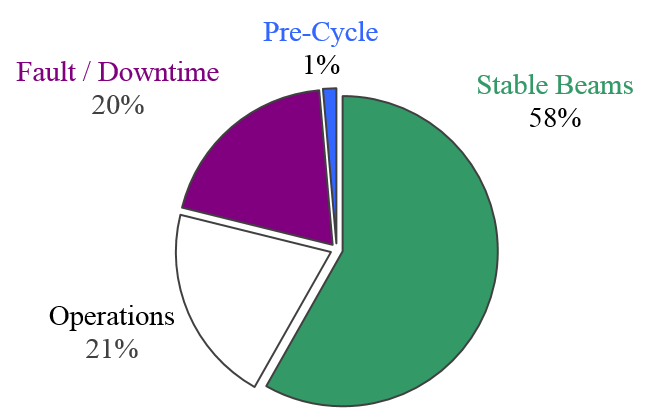 Pre-Cycle
1%
Fault / Downtime
20%
Stable Beams
58%
Operations
21%